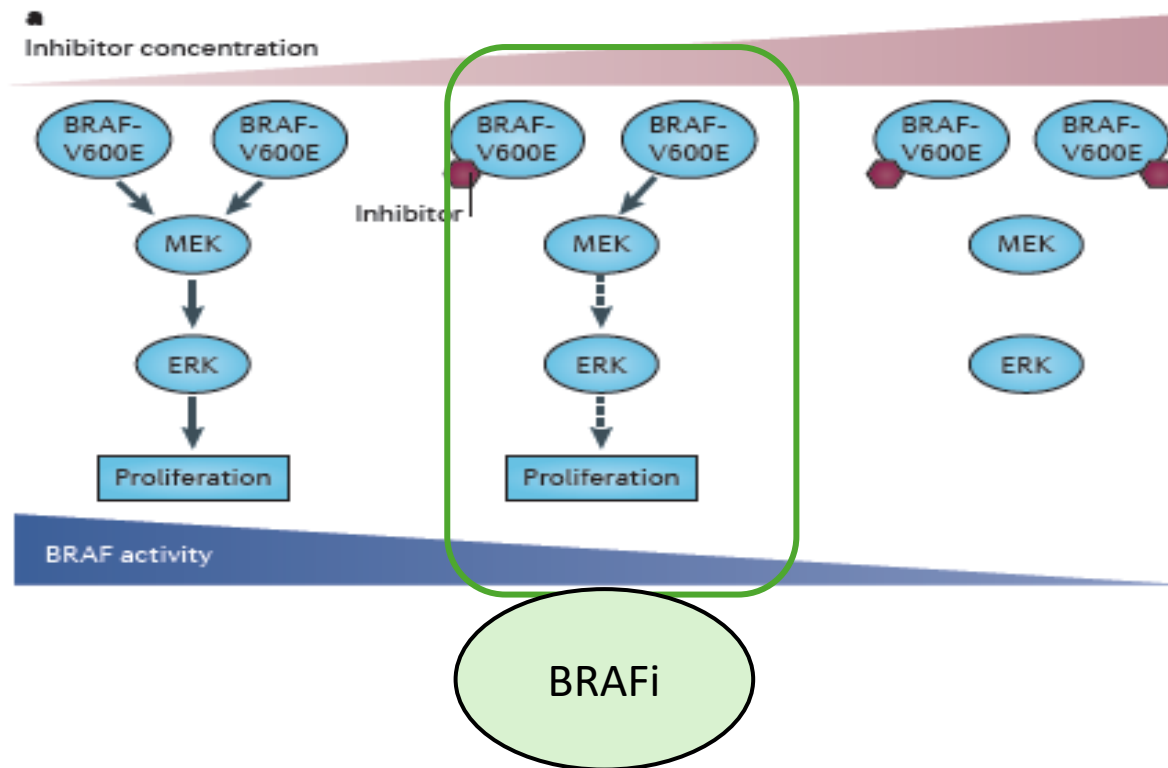 a
Inhibitor concentration
BRAF-
V600E
BRAF-
V600E
BRAF-
V600E
BRAF-
V600E
BRAF-
V600E
BRAF-
V600E
Inhibitor
MEK
MEK
MEK
ERK
ERK
ERK
Proliferation
Proliferation
BRAF activity
BRAFi